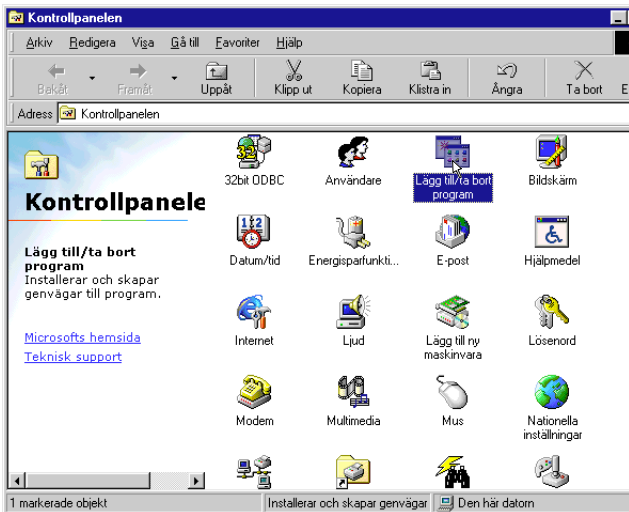 Kontrollpanelen
Arkiv Redigera Visa Gå till Favoriter Hjälp
Bakåt Framåt Uppåt Klipp ut Kopiera Klistra in Ångra Ta bort E
Adress Kontrollpanelen
Kontrollpanele
Lägg till/ta bort
program
Installerar och skapar
genvägar till program.
Microsofts hemsida
Teknisk support
32bit ODBC Användare Lägg till/ta bort Bildskärm
program
Datum/tid Energisparfunkti... E-post Hjälpmedel
Internet Ljud Lägg till ny Lösenord
maskinvara
Modem Multimedia Mus Nationella
inställningar
1 markerade objekt Installerar och skapar genvägar Den här datorn